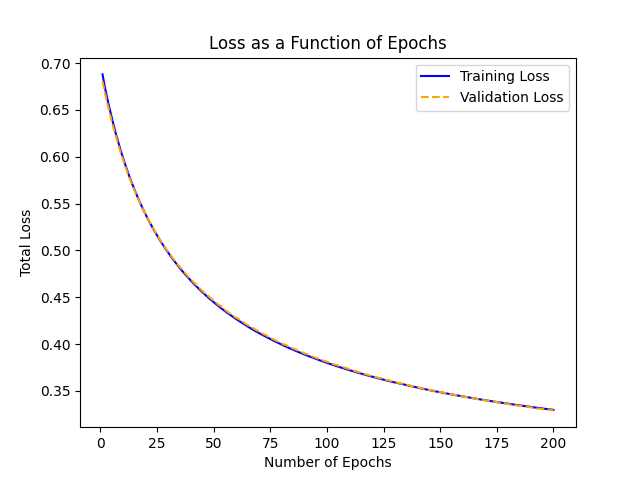 Loss as a Function of Epochs
Training Loss
Validation Loss
Total Loss
0.70
0.65
0.60
0.55
0.50
0.45
0.40
0.35
0 25 50 75 100 125 150 175 200
Number of Epochs